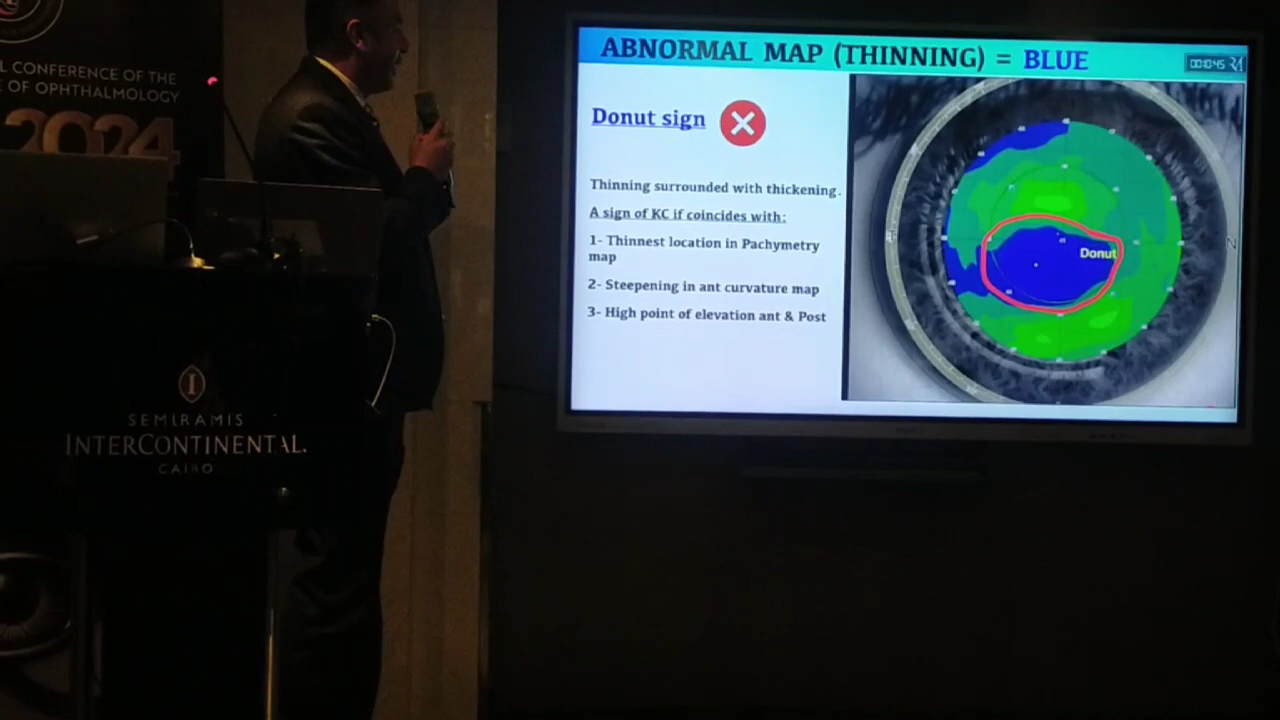 L CONFERENCE OF THE
OF OPHTHALMOLOGY
2024
SEMIRAMIS
INTERCONTINENTAL.
CAIRO
ABNORMAL MAP (THINNING) = BLUE
Donut sign
Thinning surrounded with thickening.
A sign of KC if coincides with:
1- Thinnest location in Pachymetry
map
2- Steepening in ant curvature map
3- High point of elevation ant & Post
Donut